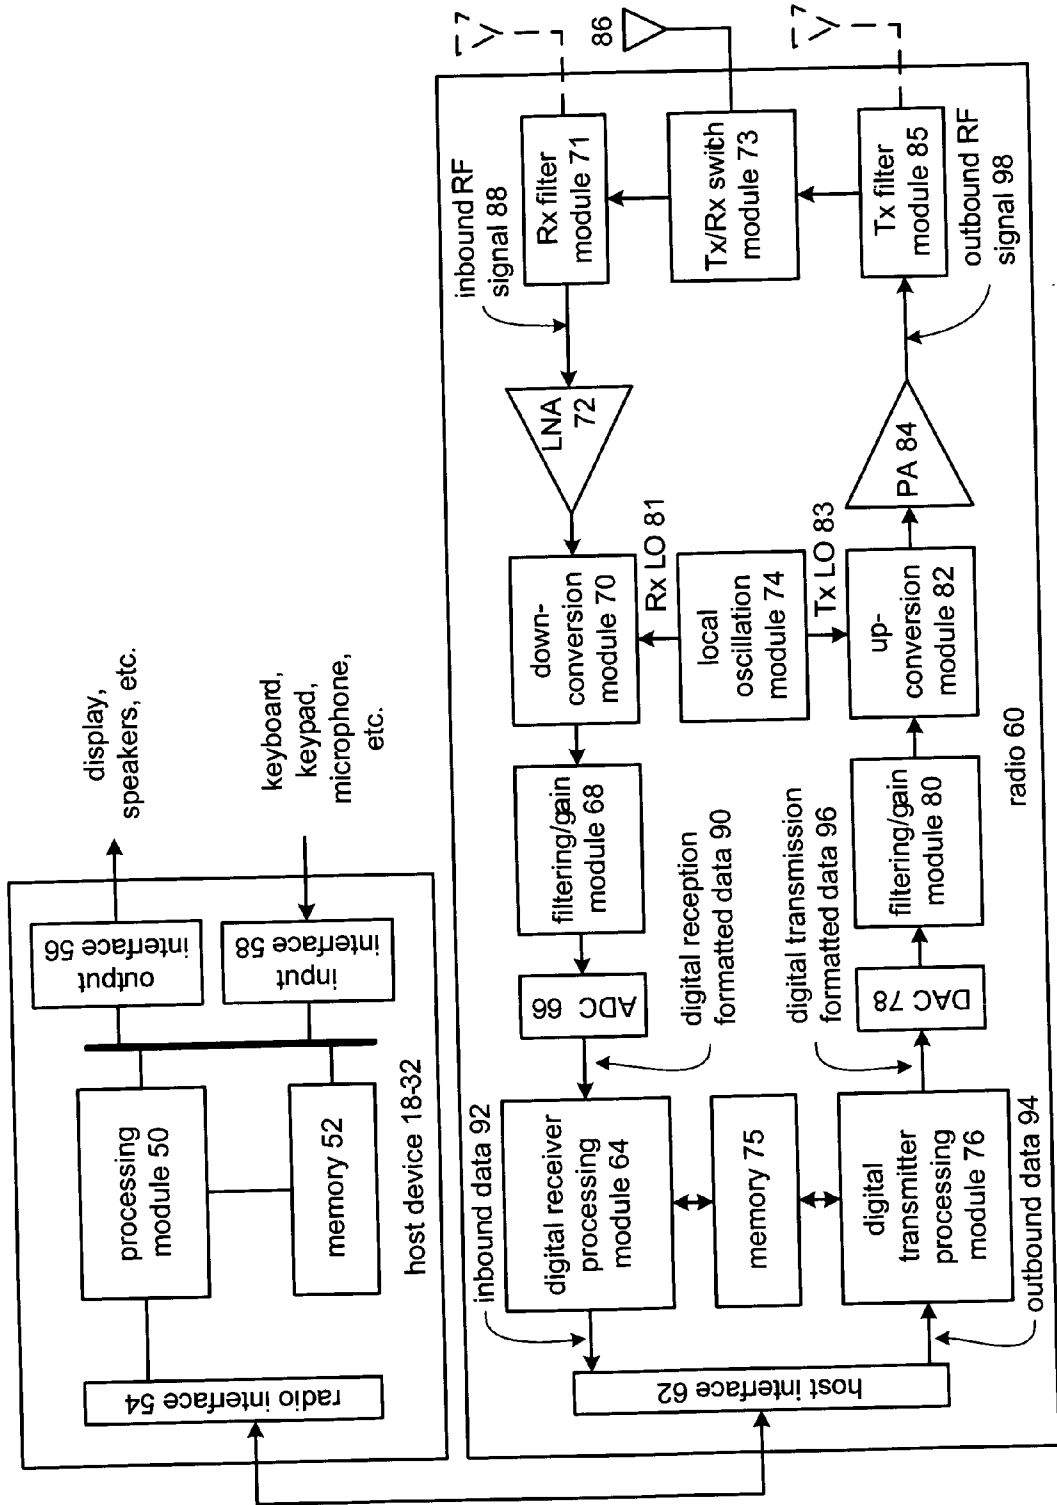 display,
speakers, etc.
keyboard,
keypad,
microphone,
etc.
output
interface 56
input
interface 58
processing
module 50
memory 52
radio interface 54
host device 18-32
86
inbound RF
signal 88
Rx filter
module 71
Tx/Rx switch
module 73
Tx filter
module 85
outbound RF
signal 98
LNA
72
PA 84
down-
conversion
module 70
Rx LO 81
local
oscillation
module 74
Tx LO 83
up-
conversion
module 82
filtering/gain
module 68
filtering/gain
module 80
radio 60
ADC
66
digital reception
formatted data 90
digital transmission
formatted data 96
DAC 78
inbound data 92
digital receiver
processing
module 64
memory 75
digital
transmitter
processing
module 76
outbound data 94
host interface 62